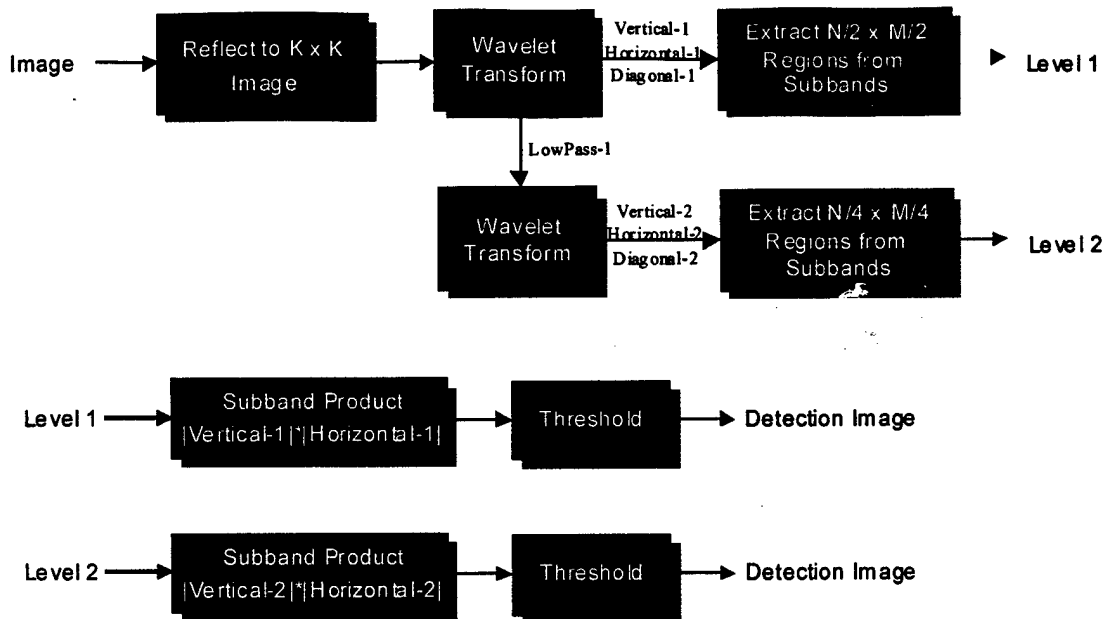 Image
Reflect to K x K
Image
Wavelet
Transform
Vertical-1
Horizontal-1
Diagonal-1
Extract N/2 x M/2
Regions from
Subbands
Level 1
LowPass-1
Wavelet
Transform
Vertical-2
Horizontal-2
Diagonal-2
Extract N/4 x M/4
Regions from
Subbands
Level 2
Level 1
Subband Product
|Vertical-1|*|Horizontal-1|
Threshold
Detection Image
Level 2
Subband Product
|Vertical-2|*|Horizontal-2|
Threshold
Detection Image